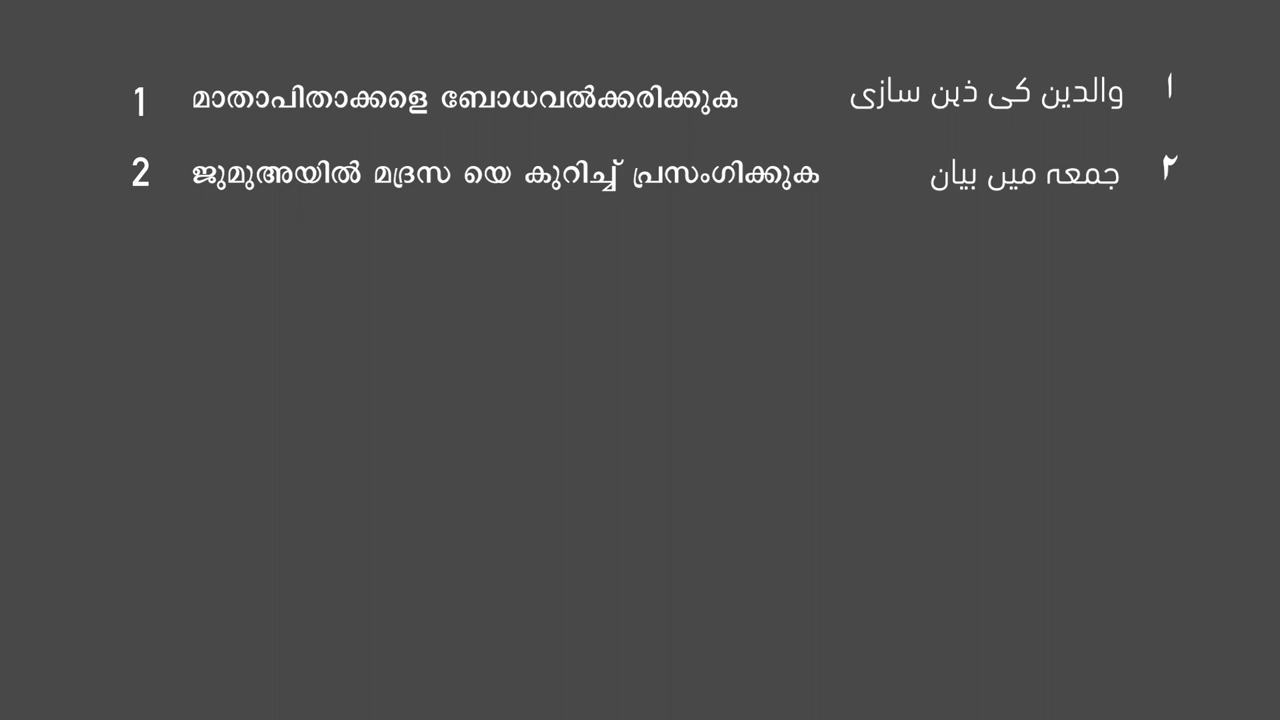 1 മാതാപിതാക്കളെ ബോധവൽക്കരിക്കുക والدین کی ذہن سازی ۱
2 ജുമുഅയിൽ മദ്രസ യെ കുറിച്ച് പ്രസംഗിക്കുക جمعہ میں بیان ۲